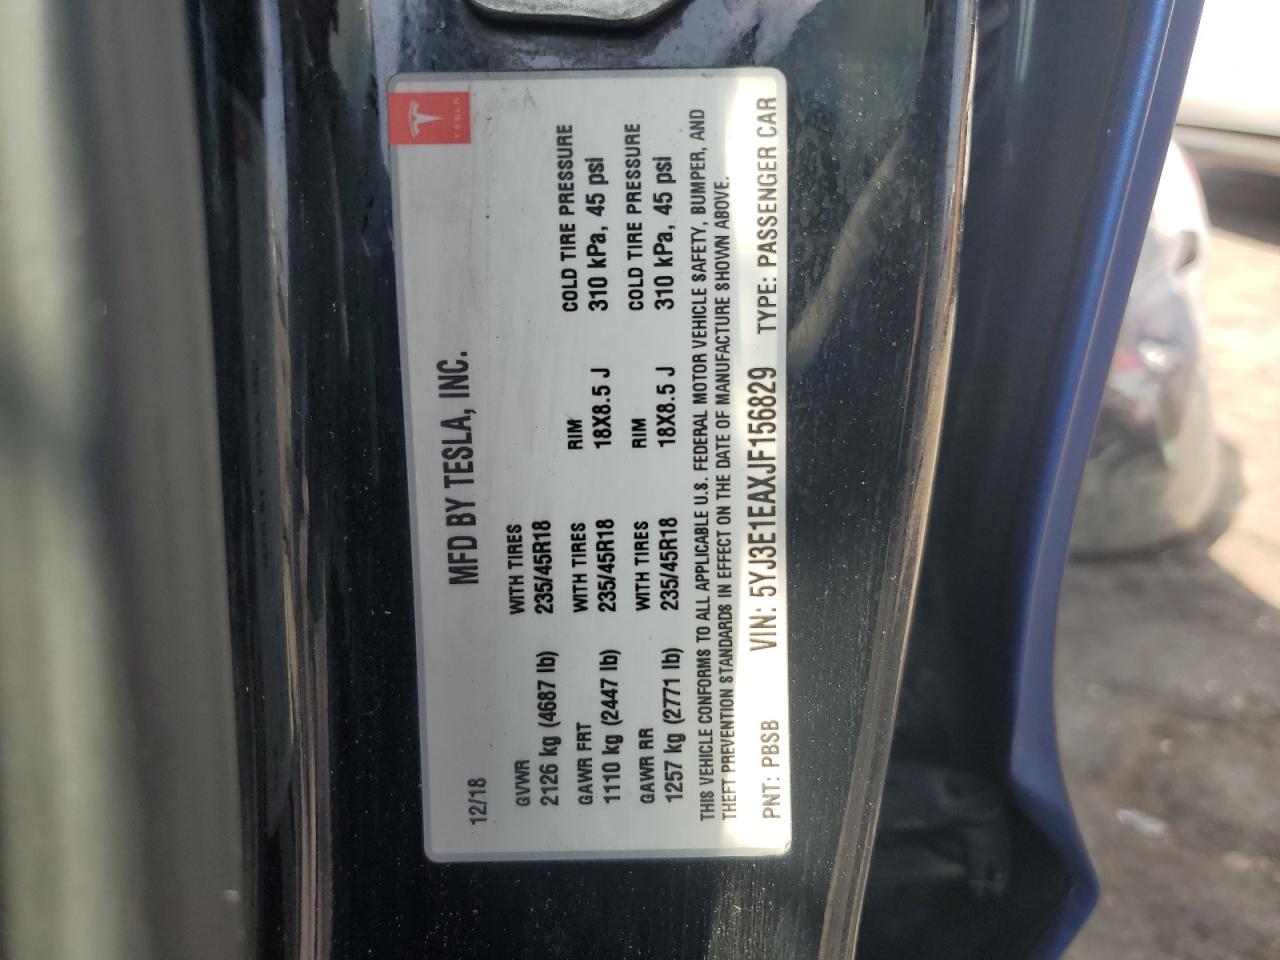 TESLA
12/18 MFD BY TESLA, INC.
GVWR WITH TIRES
2126 kg (4687 lb) 235/45R18
GAWR FRT WITH TIRES RIM COLD TIRE PRESSURE
1110 kg (2447 lb) 235/45R18 18X8.5 J 310 kPa, 45 psi
GAWR RR WITH TIRES RIM COLD TIRE PRESSURE
1257 kg (2771 lb) 235/45R18 18X8.5 J 310 kPa, 45 psi
THIS VEHICLE CONFORMS TO ALL APPLICABLE U.S. FEDERAL MOTOR VEHICLE SAFETY, BUMPER, AND
THEFT PREVENTION STANDARDS IN EFFECT ON THE DATE OF MANUFACTURE SHOWN ABOVE.
PNT: PBSB VIN: 5YJ3E1EAXJF156829 TYPE: PASSENGER CAR